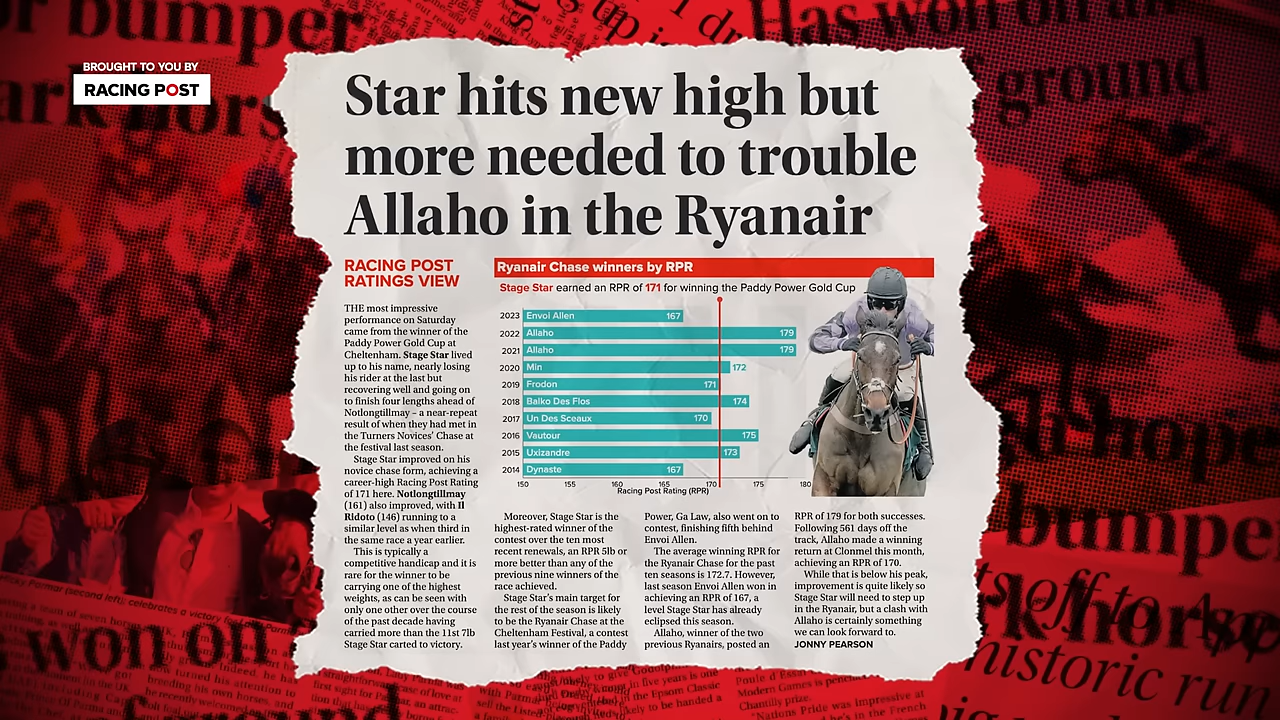 BROUGHT TO YOU BY
RACING POST
Star hits new high but
more needed to trouble
Allaho in the Ryanair
RACING POST
RATINGS VIEW
THE most impressive
performance on Saturday
came from the winner of the
Paddy Power Gold Cup at
Cheltenham. Stage Star lived
up to his name, nearly losing
his rider at the last but
recovering well and going on
to finish four lengths ahead of
Notlongtillmay – a near-repeat
result of when they had met in
the Turners Novices' Chase at
the festival last season.
Stage Star improved on his
novice chase form, achieving a
career-high Racing Post Rating
of 171 here. Notlongtillmay
(161) also improved, with Il
Ridoto (146) running to a
similar level as when third in
the same race a year earlier.
This is typically a
competitive handicap and it is
rare for the winner to be
carrying one of the highest
weights, as can be seen with
only one other over the course
of the past decade having
carried more than the 11st 7lb
Stage Star carted to victory.
Ryanair Chase winners by RPR
Stage Star earned an RPR of 171 for winning the Paddy Power Gold Cup
2023 Envoi Allen 167
2022 Allaho 179
2021 Allaho 179
2020 Min 172
2019 Frodon 171
2018 Balko Des Flos 174
2017 Un Des Sceaux 170
2016 Vautour 175
2015 Uxizandre 173
2014 Dynaste 167
150 155 160 165 170 175 180
Racing Post Rating (RPR)
Moreover, Stage Star is the
highest-rated winner of the
contest over the ten most
recent renewals, an RPR 5lb or
more better than any of the
previous nine winners of the
race achieved.
Stage Star's main target for
the rest of the season is likely
to be the Ryanair Chase at the
Cheltenham Festival, a contest
last year's winner of the Paddy
Power, Ga Law, also went on to
contest, finishing fifth behind
Envoi Allen.
The average winning RPR for
the Ryanair Chase for the past
ten seasons is 172.7. However,
last season Envoi Allen won in
achieving an RPR of 167, a
level Stage Star has already
eclipsed this season.
Allaho, winner of the two
previous Ryanairs, posted an
RPR of 179 for both successes.
Following 561 days off the
track, Allaho made a winning
return at Clonmel this month,
achieving an RPR of 170.
While that is below his peak,
improvement is quite likely so
Stage Star will need to step up
in the Ryanair, but a clash with
Allaho is certainly something
we can look forward to.
JONNY PEARSON
bumper
Has won on
ground
bumper
historic run
won on